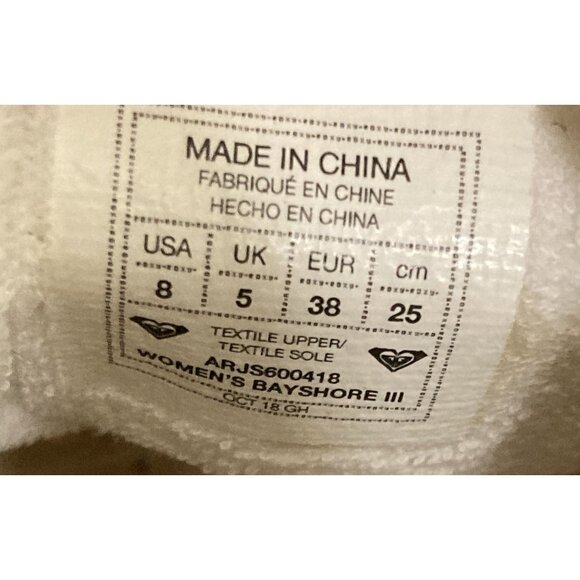 MADE IN CHINA
FABRIQUÉ EN CHINE
HECHO EN CHINA
USA UK EUR cm
8 5 38 25
TEXTILE UPPER/
TEXTILE SOLE
ARJS600418
WOMEN'S BAYSHORE III
OCT 18 GH